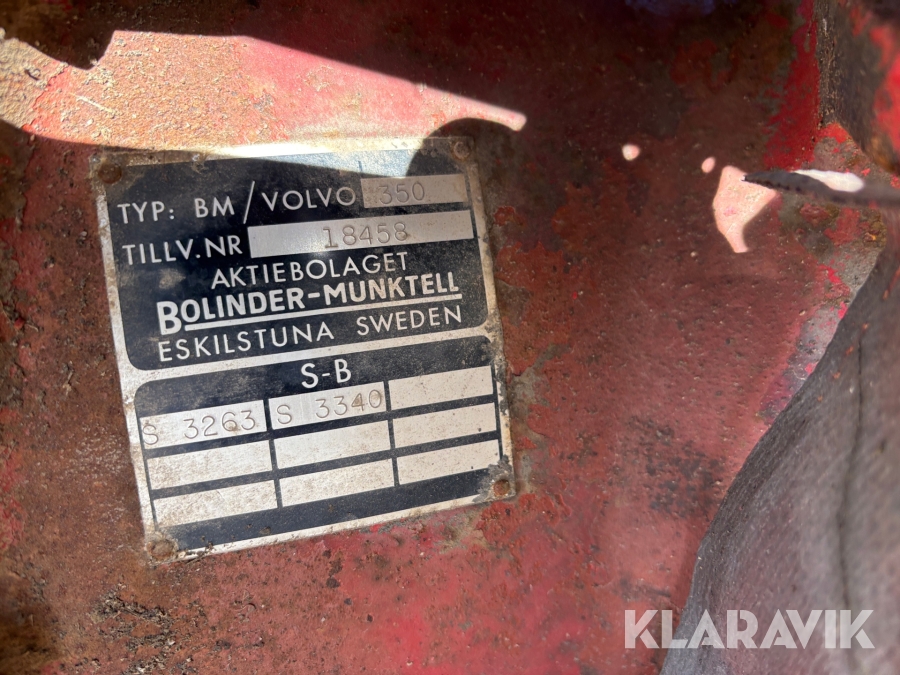 TYP: BM/VOLVO 350
TILLV.NR 18458
AKTIEBOLAGET
BOLINDER-MUNKTELL
ESKILSTUNA SWEDEN
S-B
S 3263 S 3340
KLARAVIK